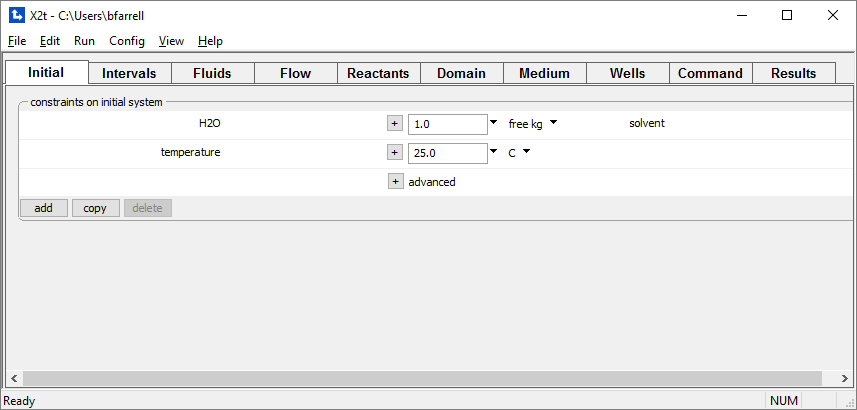 X2t - C:\Users\bfarrell
File Edit Run Config View Help
Initial Intervals Fluids Flow Reactants Domain Medium Wells Command Results
constraints on initial system
H2O + 1.0 free kg solvent
temperature + 25.0 C
+ advanced
add copy delete
Ready NUM